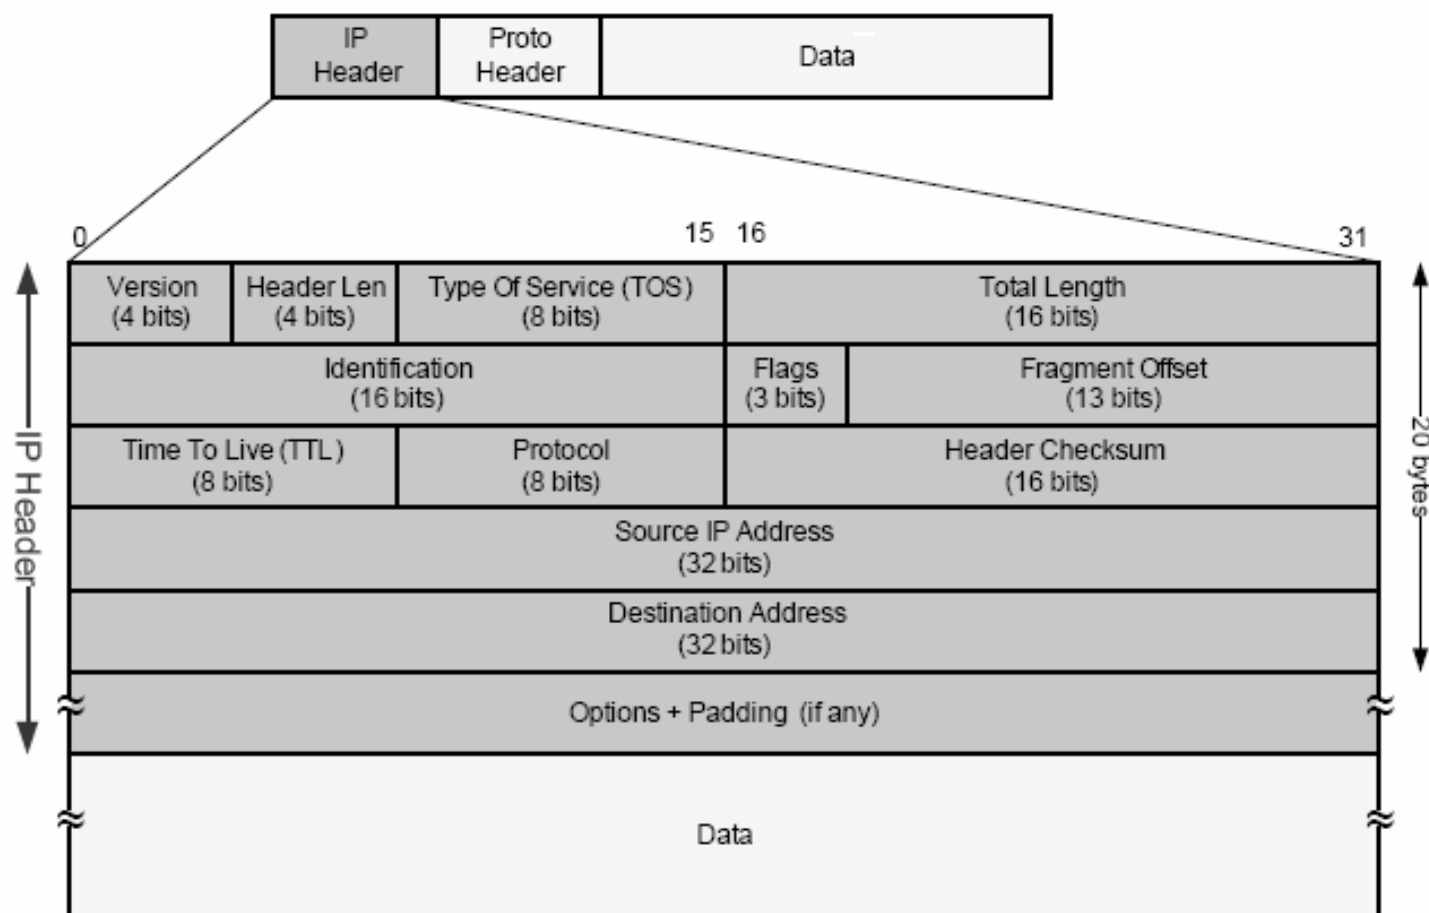 IP
Header
Proto
Header
Data
0
15
16
31
Version
(4 bits)
Header Len
(4 bits)
Type Of Service (TOS)
(8 bits)
Total Length
(16 bits)
Identification
(16 bits)
Flags
(3 bits)
Fragment Offset
(13 bits)
Time To Live (TTL)
(8 bits)
Protocol
(8 bits)
Header Checksum
(16 bits)
Source IP Address
(32 bits)
Destination Address
(32 bits)
Options + Padding (if any)
Data
IP Header
20 bytes